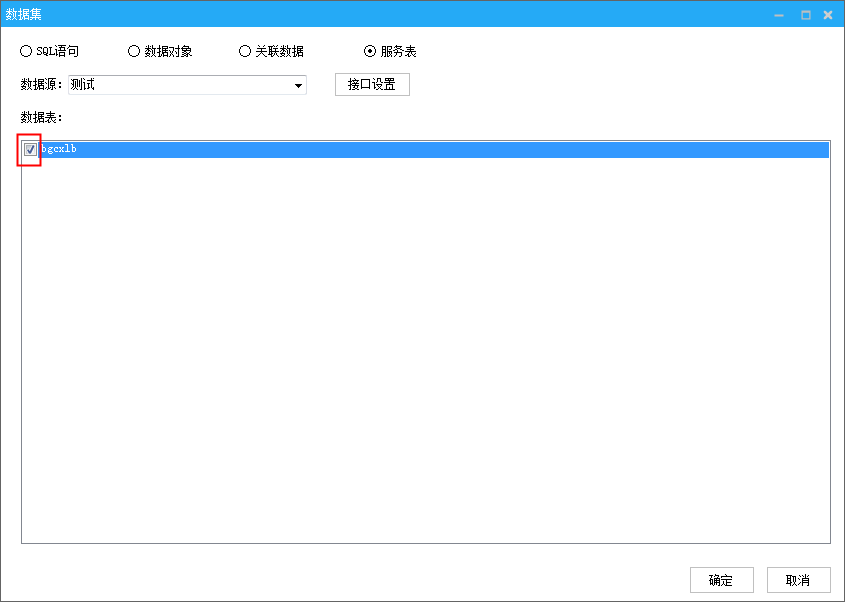 数据集
SQL语句 数据对象 关联数据 服务表
数据源： 测试 接口设置
数据表：
bgcxlb
确定 取消